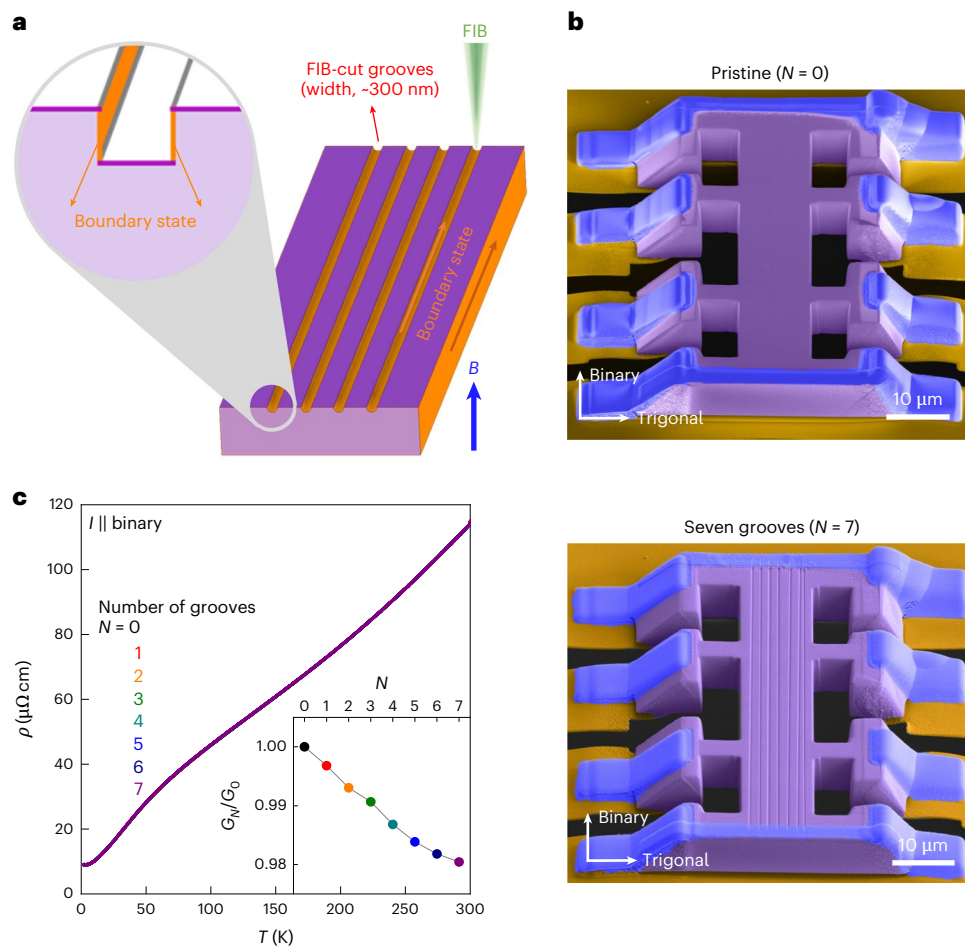 a
FIB
FIB-cut grooves
(width, ~300 nm)
Boundary state
Boundary state
B
b
Pristine (N = 0)
Binary
Trigonal
10 μm
Seven grooves (N = 7)
Binary
Trigonal
10 μm
c
I || binary
Number of grooves
N = 0
1
2
3
4
5
6
7
ρ (μΩ cm)
120
100
80
60
40
20
0
0 50 100 150 200 250 300
T (K)
N
0 1 2 3 4 5 6 7
G_N/G_0
1.00
0.99
0.98